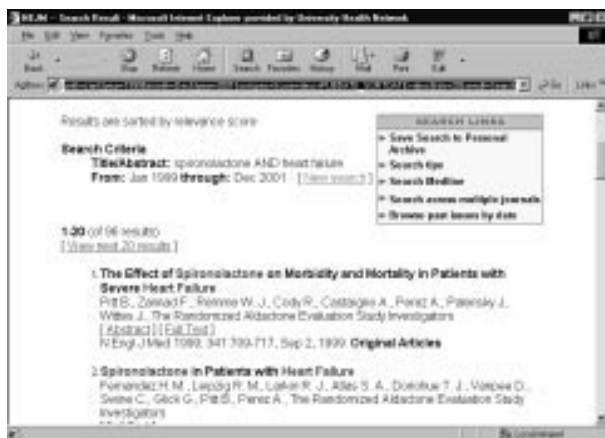 NEJM -- Search Result - Microsoft Internet Explorer provided by University Health Network
File Edit View Favorites Tools Help
Back Stop Refresh Home Search Favorites History Mail Print Edit
Address Go Links
Results are sorted by relevance score
SEARCH LINKS
Save Search to Personal
Archive
Search tips
Search Medline
Search across multiple journals
Browse past issues by date
Search Criteria
Title/Abstract: spironolactone AND heart failure
From: Jan 1999 through: Dec 2001 [New search]
1-20 (of 96 results)
[View next 20 results]
1. The Effect of Spironolactone on Morbidity and Mortality in Patients with
Severe Heart Failure
Pitt B., Zannad F., Remme W. J., Cody R., Castaigne A., Perez A., Palensky J.,
Wittes J., The Randomized Aldactone Evaluation Study Investigators
[Abstract] [Full Text]
N Engl J Med 1999; 341:709-717, Sep 2, 1999. Original Articles
2. Spironolactone in Patients with Heart Failure
Fernandez H. M., Leipzig R. M., Larkin R. J., Atlas S. A., Donohue T. J., Vanpee D.,
Swine C., Glick G., Pitt B., Perez A., The Randomized Aldactone Evaluation Study
Investigators